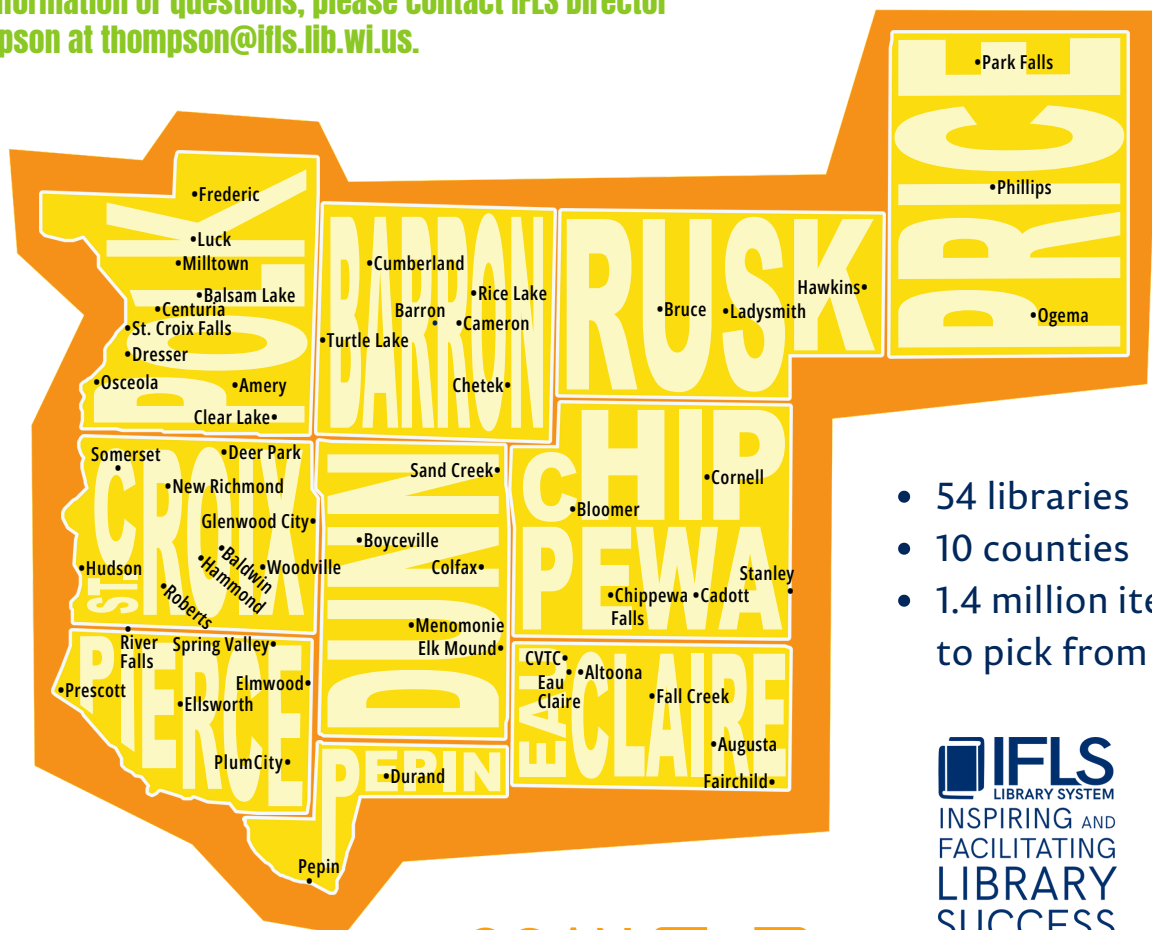 formation or questions, please contact IFLS Director
pson at thompson@ifls.lib.wi.us.
PRICE
•Park Falls
•Phillips
•Ogema
POLK
•Frederic
•Luck
•Milltown
•Balsam Lake
•Centuria
•St. Croix Falls
•Dresser
•Osceola
•Amery
Clear Lake•
BARRON
•Cumberland
•Rice Lake
Barron
•Cameron
•Turtle Lake
Chetek•
RUSK
Hawkins•
•Bruce
•Ladysmith
ST. CROIX
Somerset
•Deer Park
•New Richmond
Glenwood City•
•Baldwin
•Hammond
•Woodville
•Hudson
•Roberts
DUNN
Sand Creek•
•Boyceville
Colfax•
•Menomonie
Elk Mound•
CHIP
PEWA
•Cornell
•Bloomer
Stanley
•Chippewa
Falls
•Cadott
PIERCE
River
Falls
Spring Valley•
Elmwood•
•Prescott
•Ellsworth
PlumCity•
EAU CLAIRE
CVTC•
•Altoona
Eau
Claire
•Fall Creek
•Augusta
Fairchild•
PEPIN
•Durand
Pepin
• 54 libraries
• 10 counties
• 1.4 million ite
to pick from
IFLS
LIBRARY SYSTEM
INSPIRING AND
FACILITATING
LIBRARY
SUCCESS